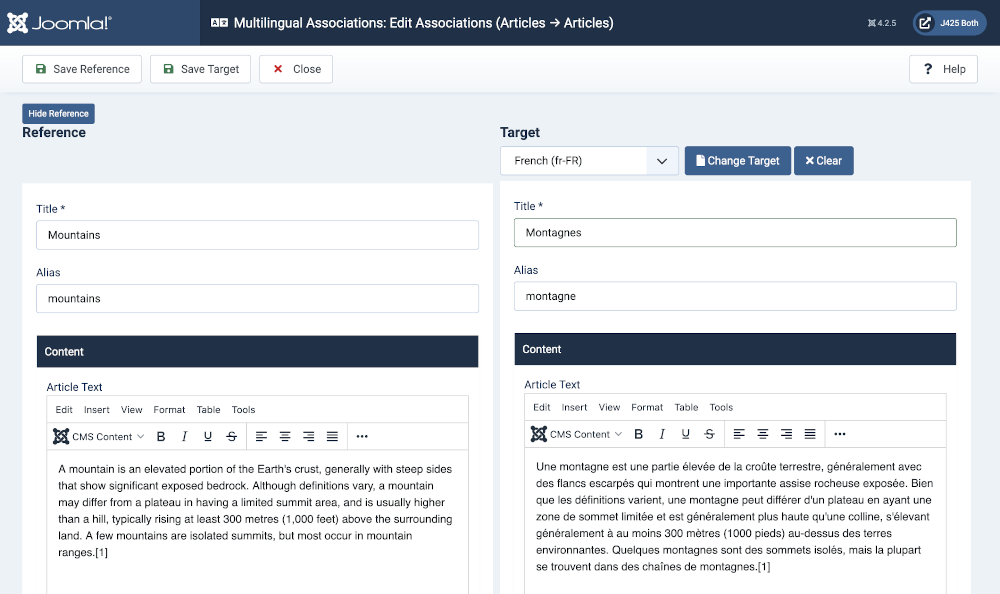 Joomla!
Multilingual Associations: Edit Associations (Articles → Articles)
4.2.5
J425 Both
Save Reference
Save Target
Close
? Help
Hide Reference
Reference
Title *
Mountains
Alias
mountains
Content
Article Text
Edit Insert View Format Table Tools
CMS Content B I U S ...
A mountain is an elevated portion of the Earth's crust, generally with steep sides
that show significant exposed bedrock. Although definitions vary, a mountain
may differ from a plateau in having a limited summit area, and is usually higher
than a hill, typically rising at least 300 metres (1,000 feet) above the surrounding
land. A few mountains are isolated summits, but most occur in mountain
ranges.[1]
Target
French (fr-FR)
Change Target
Clear
Title *
Montagnes
Alias
montagne
Content
Article Text
Edit Insert View Format Table Tools
CMS Content B I U S ...
Une montagne est une partie élevée de la croûte terrestre, généralement avec
des flancs escarpés qui montrent une importante assise rocheuse exposée. Bien
que les définitions varient, une montagne peut différer d'un plateau en ayant une
zone de sommet limitée et est généralement plus haute qu'une colline, s'élevant
généralement à au moins 300 mètres (1000 pieds) au-dessus des terres
environnantes. Quelques montagnes sont des sommets isolés, mais la plupart
se trouvent dans des chaînes de montagnes.[1]